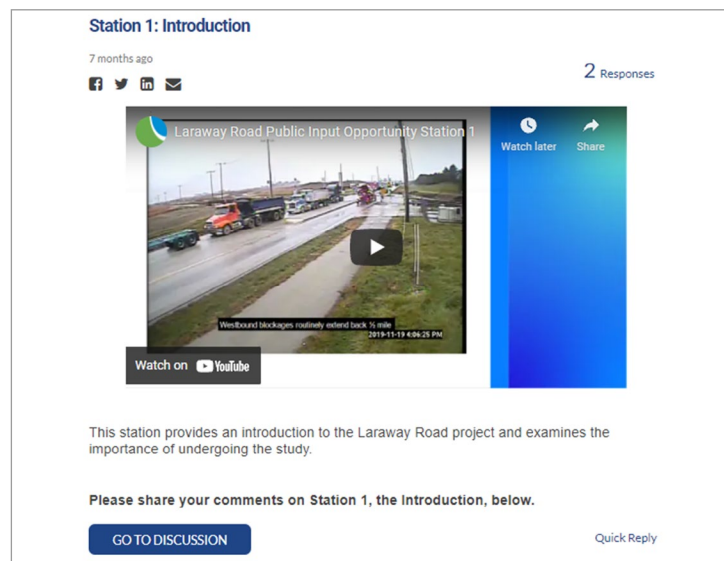 Station 1: Introduction
7 months ago
2 Responses
Laraway Road Public Input Opportunity Station 1
Watch later
Share
Westbound blockages routinely extend back ½ mile
2019-11-19 4:06:25 PM
Watch on YouTube
This station provides an introduction to the Laraway Road project and examines the
importance of undergoing the study.
Please share your comments on Station 1, the Introduction, below.
GO TO DISCUSSION
Quick Reply